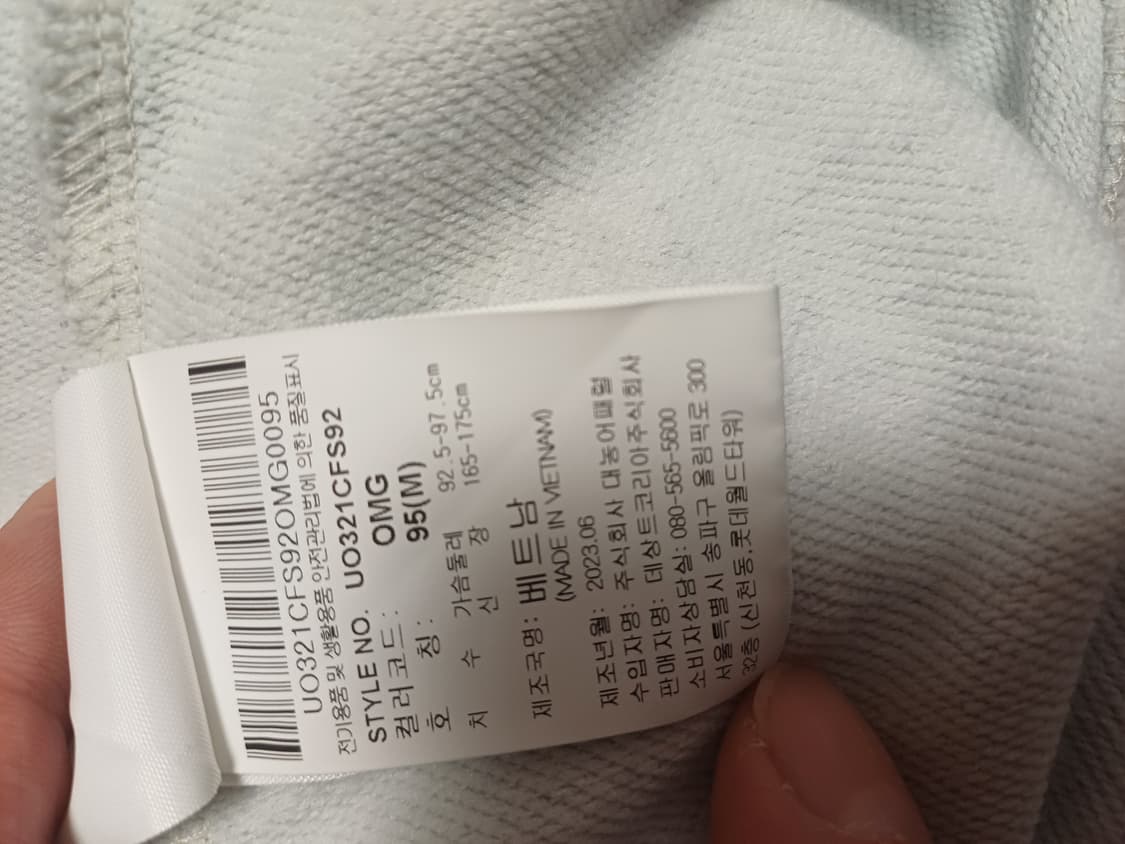 UO321CFS92OMG0095
전기용품 및 생활용품 안전관리법에 의한 품질표시
STYLE NO. UO321CFS92
컬러코드: OMG
호 칭: 95(M)
치 수 가슴둘레 92.5-97.5cm
신 장 165-175cm
제조국명: 베트남
(MADE IN VIETNAM)
제조년월: 2023.06
수입자명: 주식회사 대농어패럴
판매자명: 데상트코리아주식회사
소비자상담실: 080-565-5600
서울특별시 송파구 올림픽로 300
32층 (신천동,롯데월드타워)